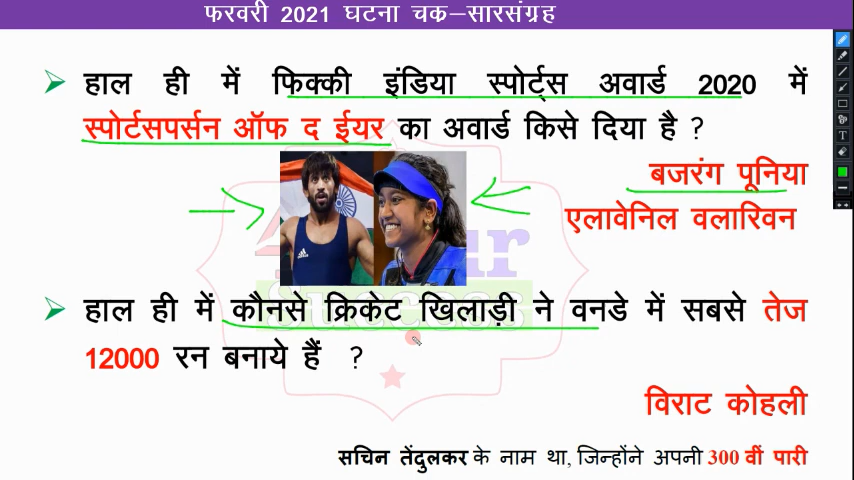 फरवरी 2021 घटना चक्र–सारसंग्रह
हाल ही में फिक्की इंडिया स्पोर्ट्स अवार्ड 2020 में
स्पोर्टसपर्सन ऑफ द ईयर का अवार्ड किसे दिया है ?
बजरंग पूनिया
एलावेनिल वलारिवन
हाल ही में कौनसे क्रिकेट खिलाड़ी ने वनडे में सबसे तेज
12000 रन बनाये हैं ?
विराट कोहली
सचिन तेंदुलकर के नाम था, जिन्होंने अपनी 300 वीं पारी